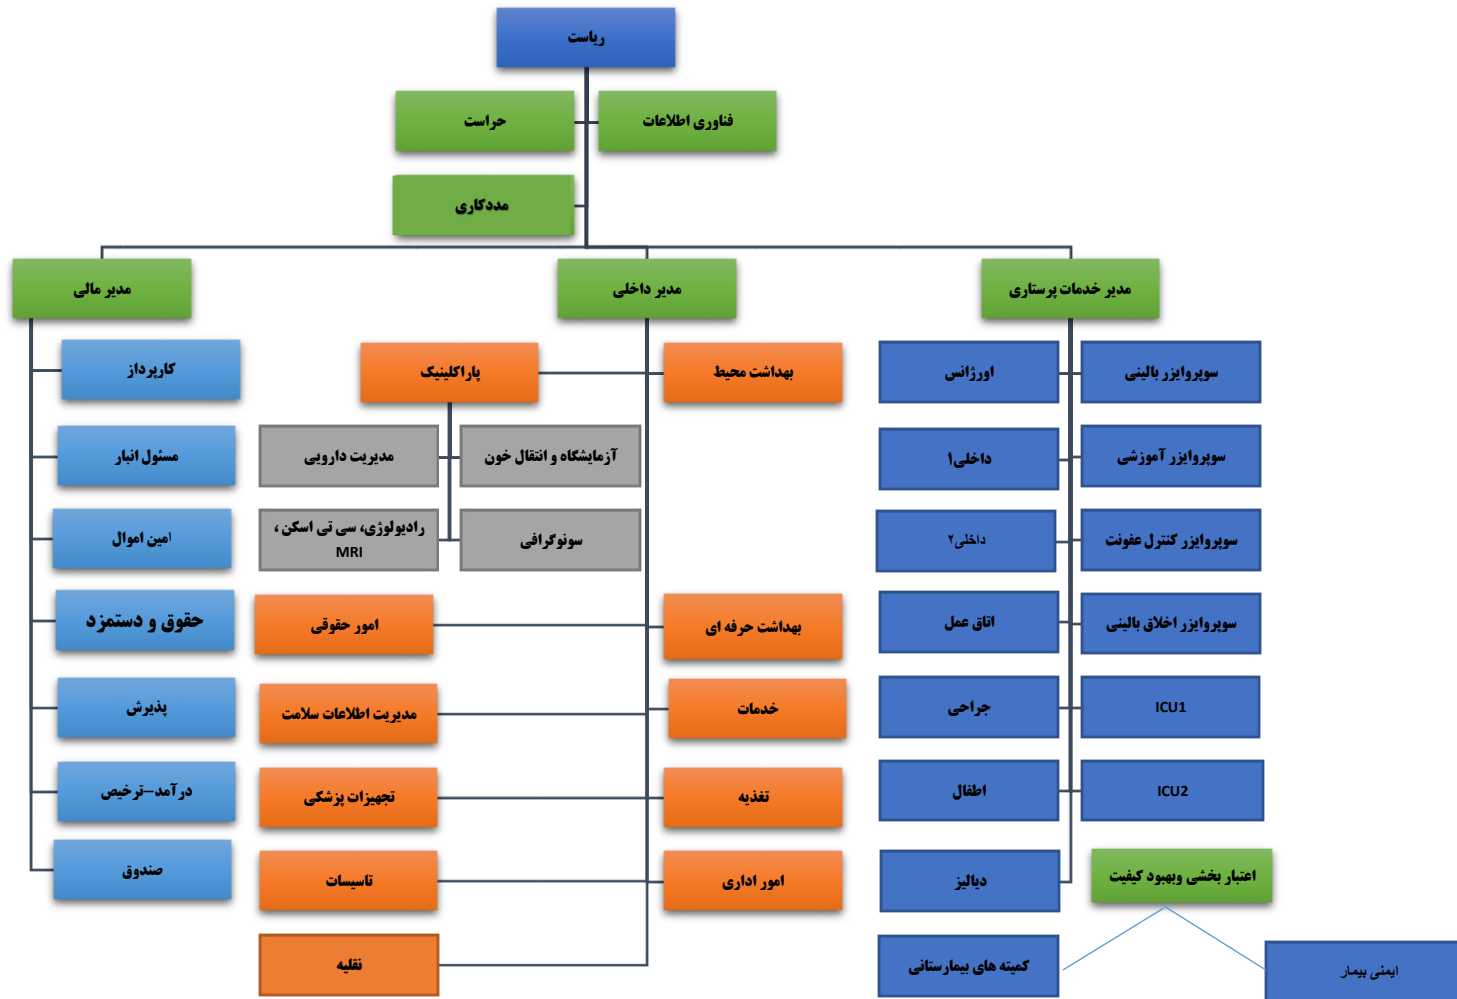 ریاست
فناوری اطلاعات
حراست
مددکاری
مدیر خدمات پرستاری
مدیر داخلی
مدیر مالی
سوپروایزر بالینی
اورژانس
سوپروایزر آموزشی
داخلی۱
سوپروایزر کنترل عفونت
داخلی۲
سوپروایزر اخلاق بالینی
اتاق عمل
ICU1
جراحی
ICU2
اطفال
دیالیز
اعتبار بخشی وبهبود کیفیت
کمیته های بیمارستانی
ایمنی بیمار
بهداشت محیط
پاراکلینیک
آزمایشگاه و انتقال خون
مدیریت دارویی
سونوگرافی
رادیولوژی، سی تی اسکن ،
MRI
بهداشت حرفه ای
امور حقوقی
خدمات
مدیریت اطلاعات سلامت
تغذیه
تجهیزات پزشکی
امور اداری
تاسیسات
نقلیه
کارپرداز
مسئول انبار
امین اموال
حقوق و دستمزد
پذیرش
درآمد-ترخیص
صندوق